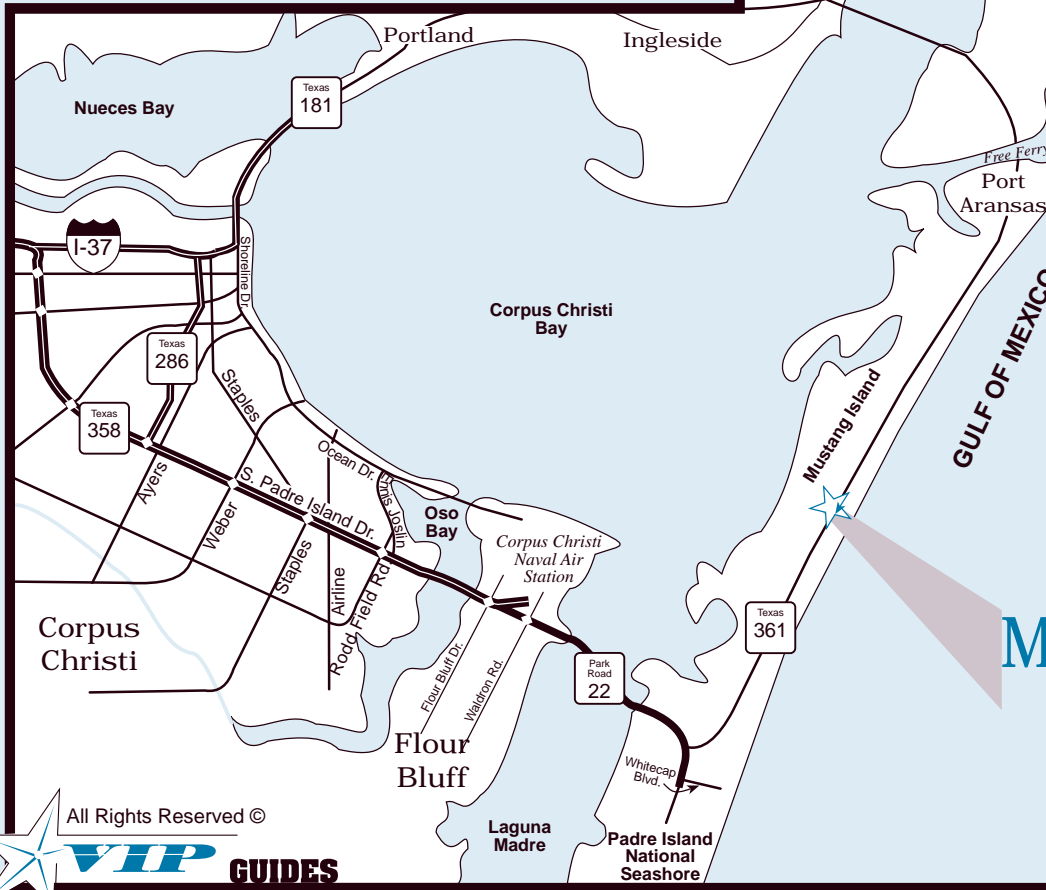 Portland
Ingleside
Nueces Bay
Texas
181
Free Ferry
Port
Aransas
I-37
Shoreline Dr.
Corpus Christi
Bay
GULF OF MEXICO
Texas
286
Staples
Mustang Island
Texas
358
Ocean Dr.
Ennis Joslin
S. Padre Island Dr.
Ayers
Weber
Oso
Bay
Corpus Christi
Naval Air
Station
Staples
Airline
Rodd Field Rd.
Texas
361
Corpus
Christi
M
Flour Bluff Dr.
Waldron Rd.
Park
Road
22
Flour
Bluff
Whitecap
Blvd.
All Rights Reserved ©
Laguna
Madre
Padre Island
National
Seashore
VIP GUIDES